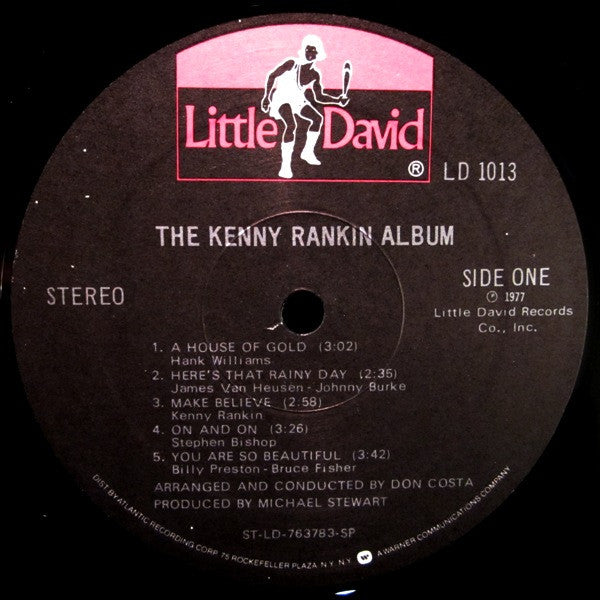 Little David ®
LD 1013
THE KENNY RANKIN ALBUM
STEREO
SIDE ONE
℗ 1977
Little David Records
Co., Inc.
1. A HOUSE OF GOLD (3:02)
Hank Williams
2. HERE'S THAT RAINY DAY (2:35)
James Van Heusen - Johnny Burke
3. MAKE BELIEVE (2:58)
Kenny Rankin
4. ON AND ON (3:26)
Stephen Bishop
5. YOU ARE SO BEAUTIFUL (3:42)
Billy Preston - Bruce Fisher
ARRANGED AND CONDUCTED BY DON COSTA
PRODUCED BY MICHAEL STEWART
ST-LD-763783-SP
DIST BY ATLANTIC RECORDING CORP 75 ROCKEFELLER PLAZA N.Y. N.Y. A WARNER COMMUNICATIONS COMPANY